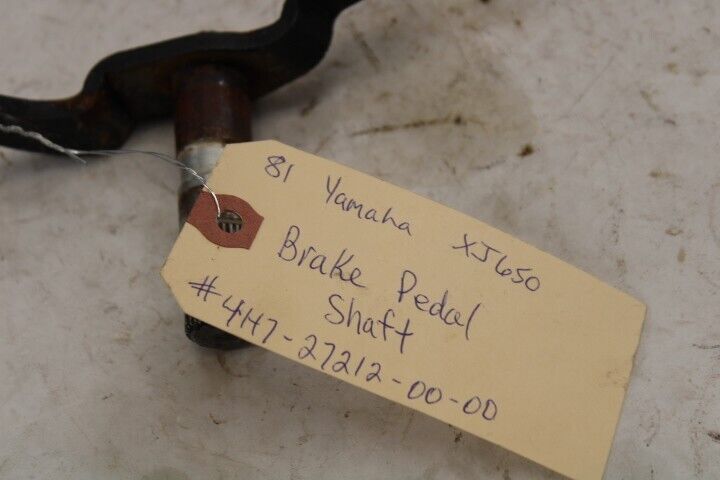 81 Yamaha XJ650
Brake Pedal
Shaft
#4H7-27212-00-00